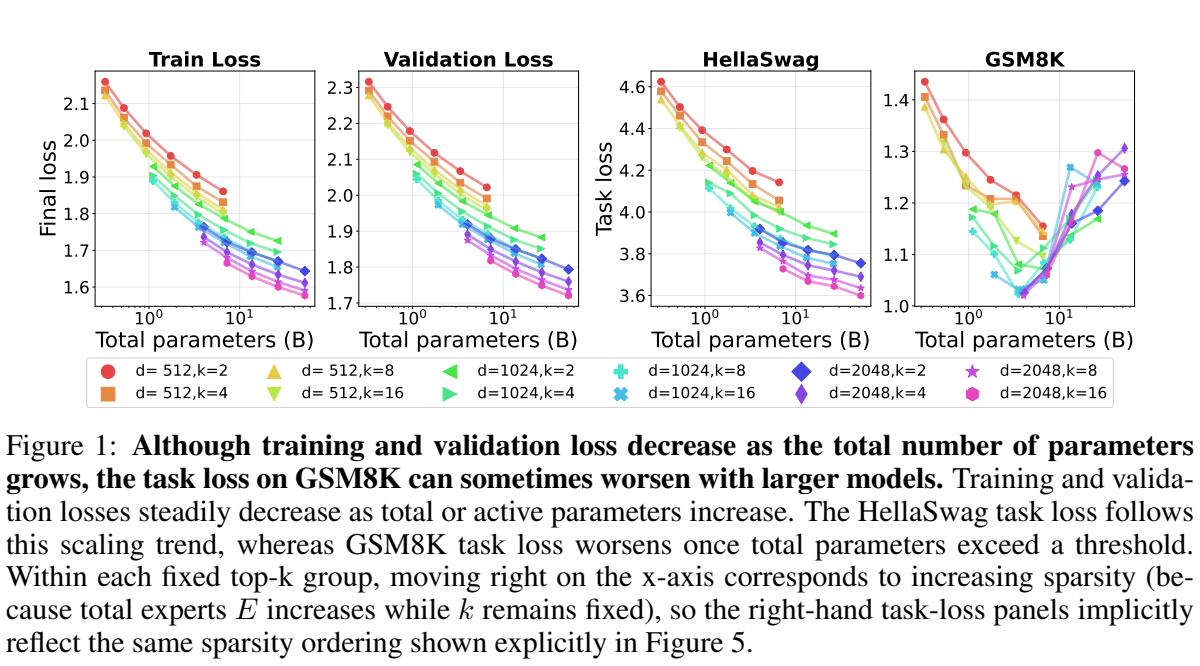 Train Loss
Validation Loss
HellaSwag
GSM8K
Final loss
2.1
2.0
1.9
1.8
1.7
1.6
10^0
10^1
Total parameters (B)
2.3
2.2
2.1
2.0
1.9
1.8
1.7
10^0
10^1
Total parameters (B)
Task loss
4.6
4.4
4.2
4.0
3.8
3.6
10^0
10^1
Total parameters (B)
1.4
1.3
1.2
1.1
1.0
10^0
10^1
Total parameters (B)
d= 512,k=2
d= 512,k=8
d=1024,k=2
d=1024,k=8
d=2048,k=2
d=2048,k=8
d= 512,k=4
d= 512,k=16
d=1024,k=4
d=1024,k=16
d=2048,k=4
d=2048,k=16
Figure 1: Although training and validation loss decrease as the total number of parameters
grows, the task loss on GSM8K can sometimes worsen with larger models. Training and valida-
tion losses steadily decrease as total or active parameters increase. The HellaSwag task loss follows
this scaling trend, whereas GSM8K task loss worsens once total parameters exceed a threshold.
Within each fixed top-k group, moving right on the x-axis corresponds to increasing sparsity (be-
cause total experts E increases while k remains fixed), so the right-hand task-loss panels implicitly
reflect the same sparsity ordering shown explicitly in Figure 5.